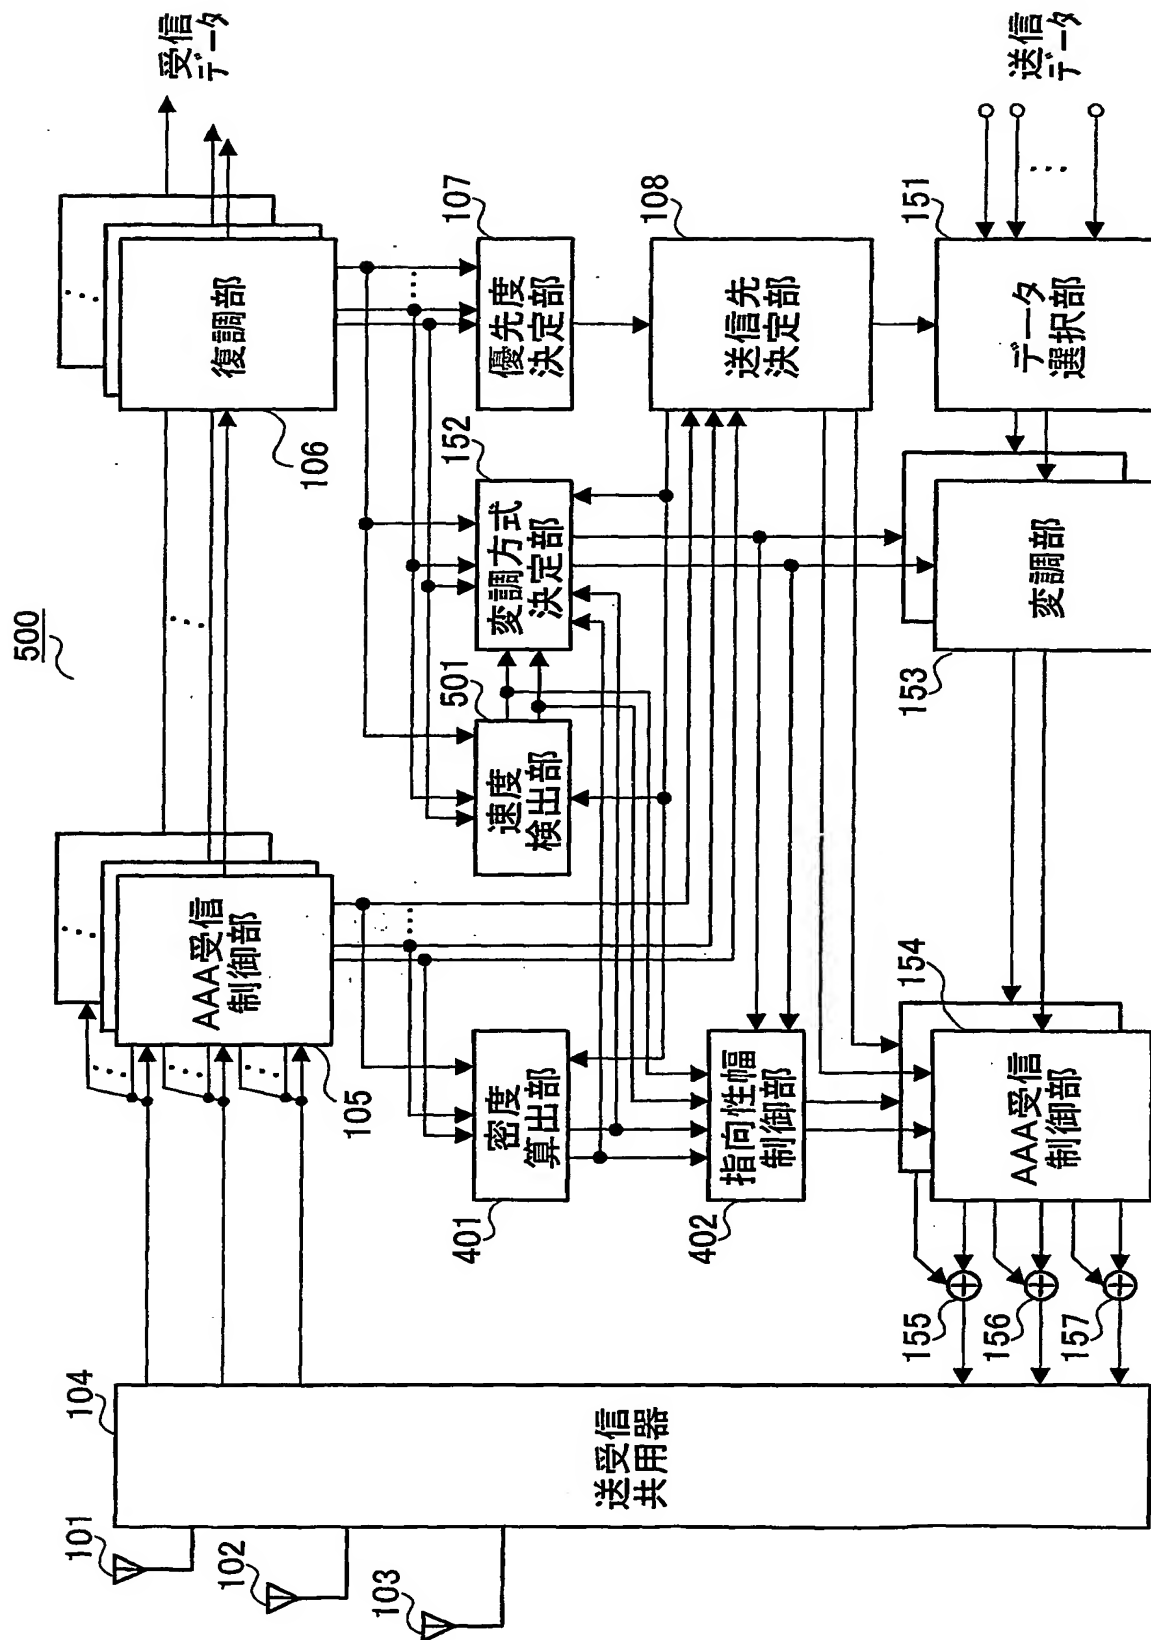 500
101
102
103
104
送受信
共用器
105
AAA受信
制御部
106
復調部
受信
データ
107
優先度
決定部
152
変調方式
決定部
501
速度
検出部
401
密度
算出部
108
送信先
決定部
402
指向性幅
制御部
送信
データ
151
データ
選択部
153
変調部
154
AAA受信
制御部
155
156
157